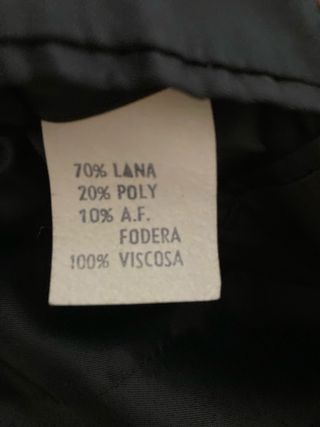 70% LANA
20% POLY
10% A.F.
FODERA
100% VISCOSA